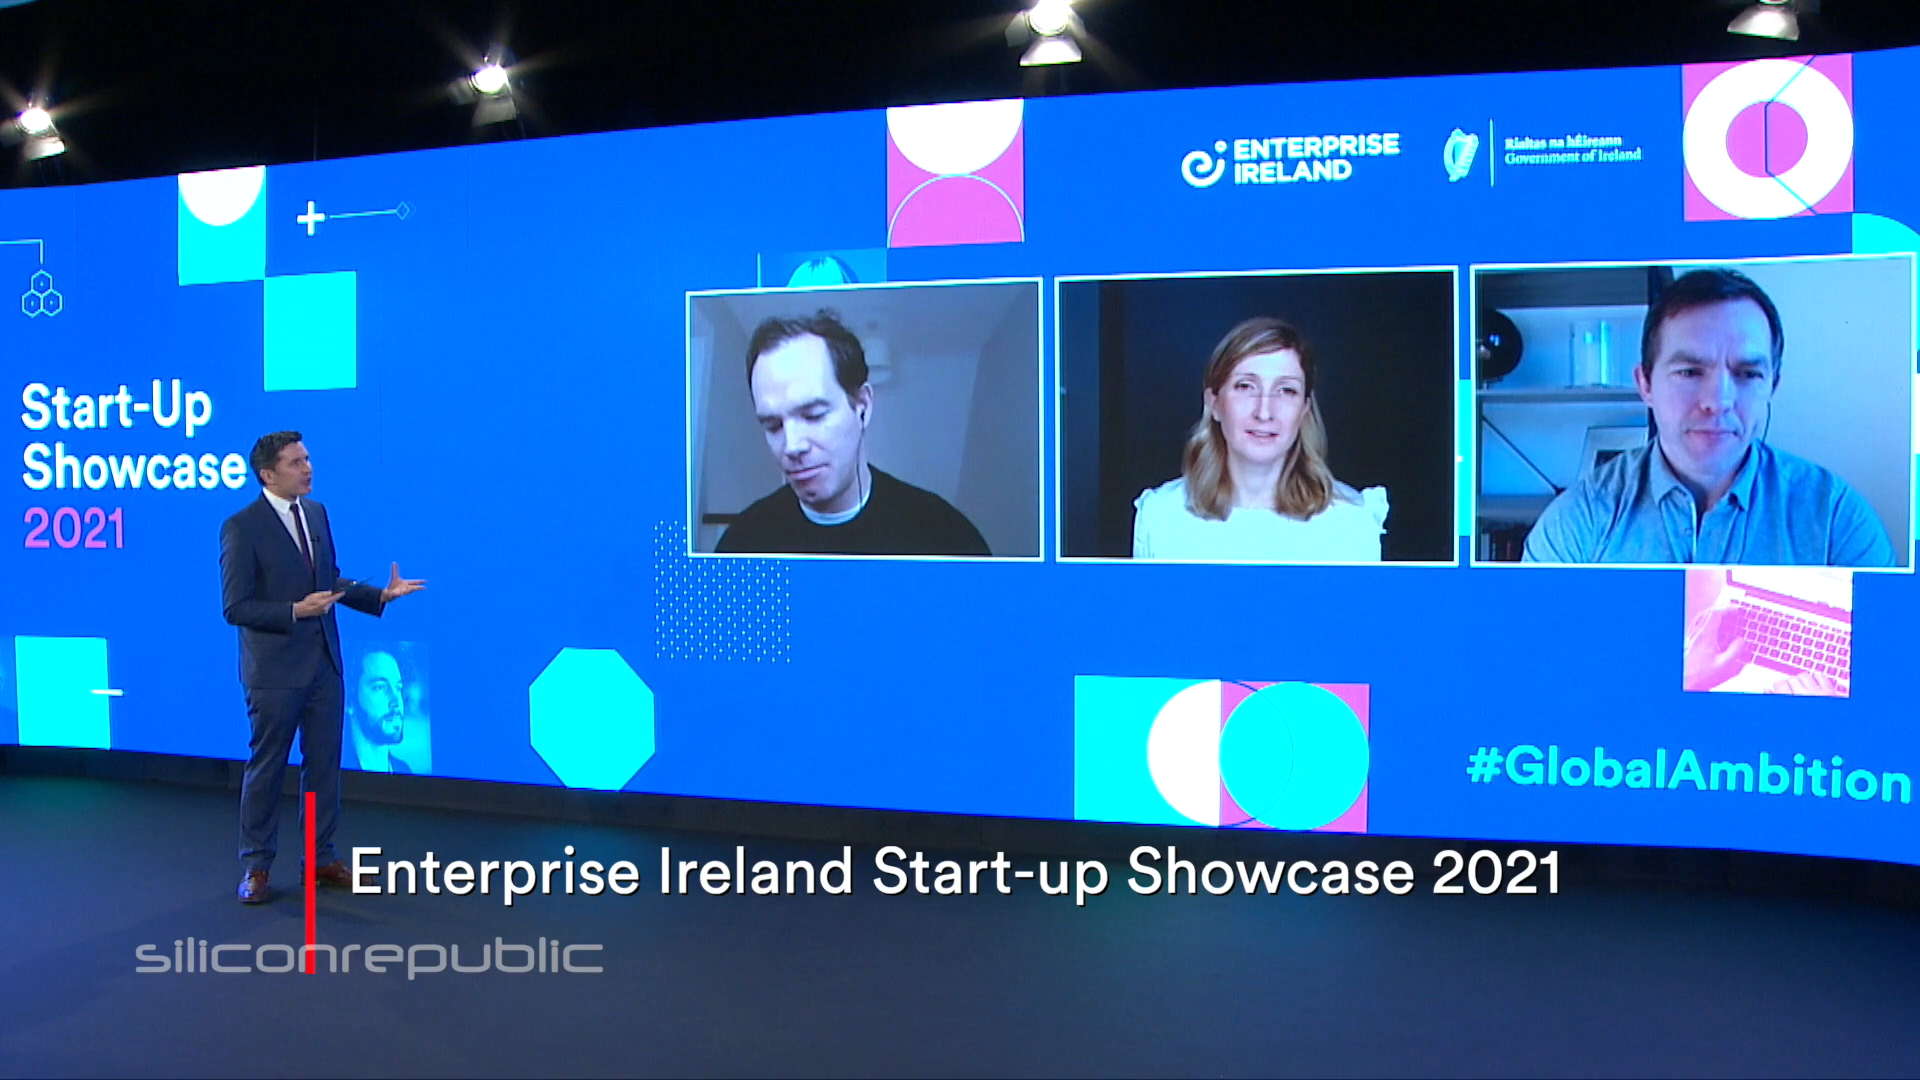 ENTERPRISE
IRELAND
Rialtas na hÉireann
Government of Ireland
Start-Up
Showcase
2021
#GlobalAmbition
Enterprise Ireland Start-up Showcase 2021
siliconrepublic